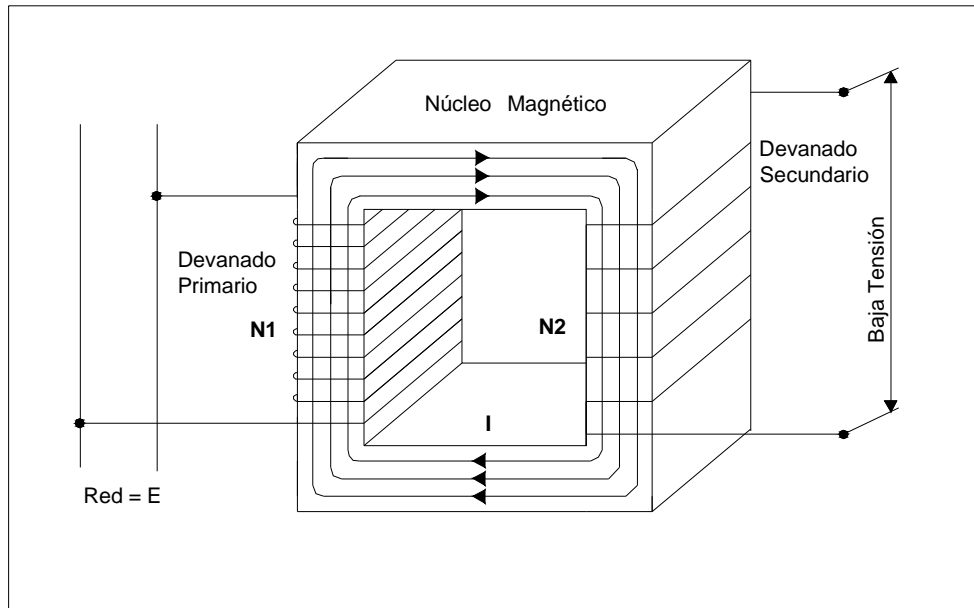 Núcleo Magnético
Devanado
Secundario
Devanado
Primario
N1
N2
Baja Tensión
I
Red = E